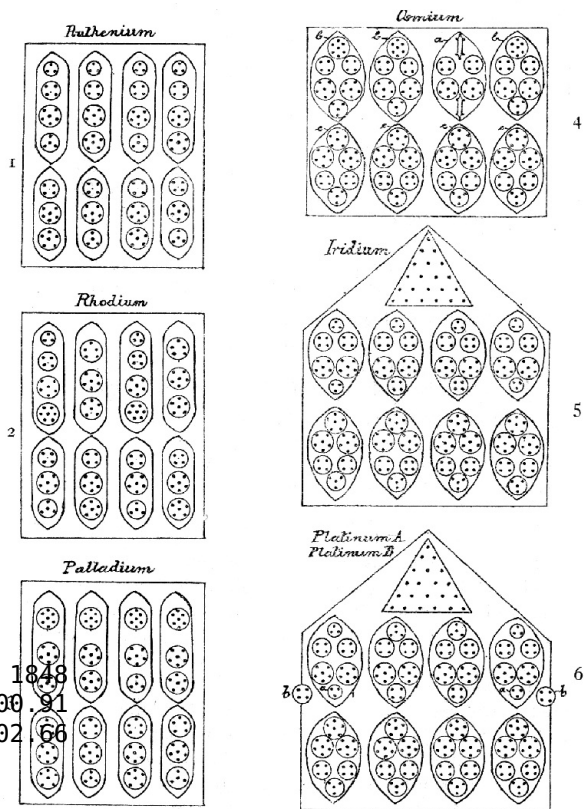 Ruthenium
1
Rhodium
2
Palladium
1848
00.91
02.66
Osmium
b b a b
c c c c
4
Iridium
5
Platinum A
Platinum B
b a a b
6